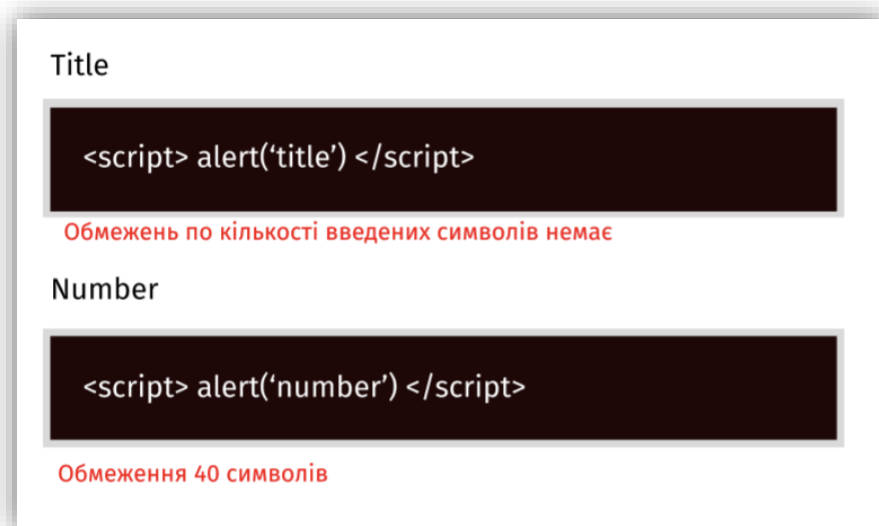 Title
<script> alert(‘title’) </script>
Обмежень по кількості введених символів немає
Number
<script> alert(‘number’) </script>
Обмеження 40 символів